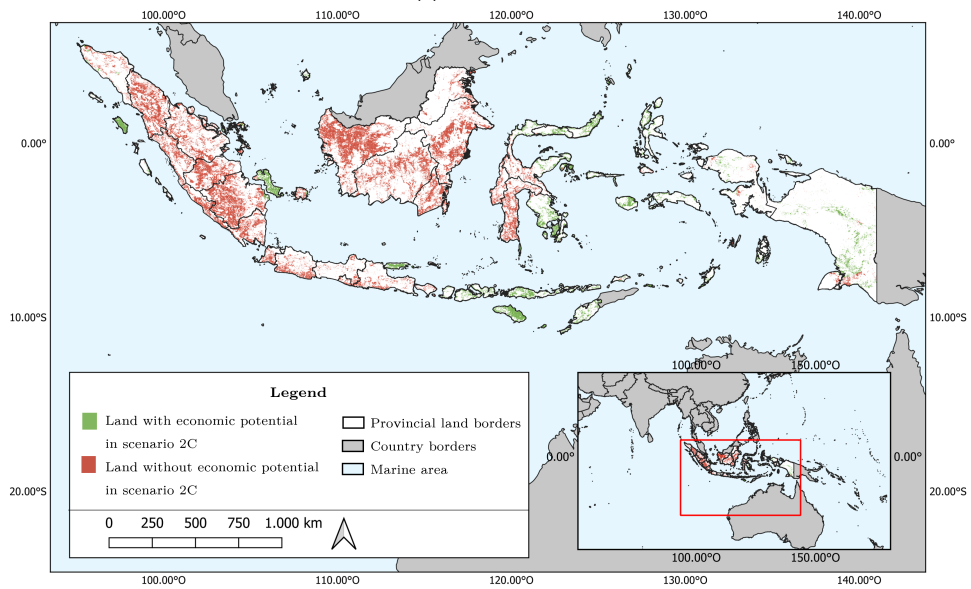 100.00°O 110.00°O 120.00°O 130.00°O 140.00°O
0.00° 0.00°
10.00°S 10.00°S
100.00°O 150.00°O
Legend
Land with economic potential
in scenario 2C
Land without economic potential
in scenario 2C
Provincial land borders
Country borders
Marine area
0.00° 0.00°
20.00°S 20.00°S
0 250 500 750 1.000 km
100.00°O 150.00°O
100.00°O 110.00°O 120.00°O 130.00°O 140.00°O